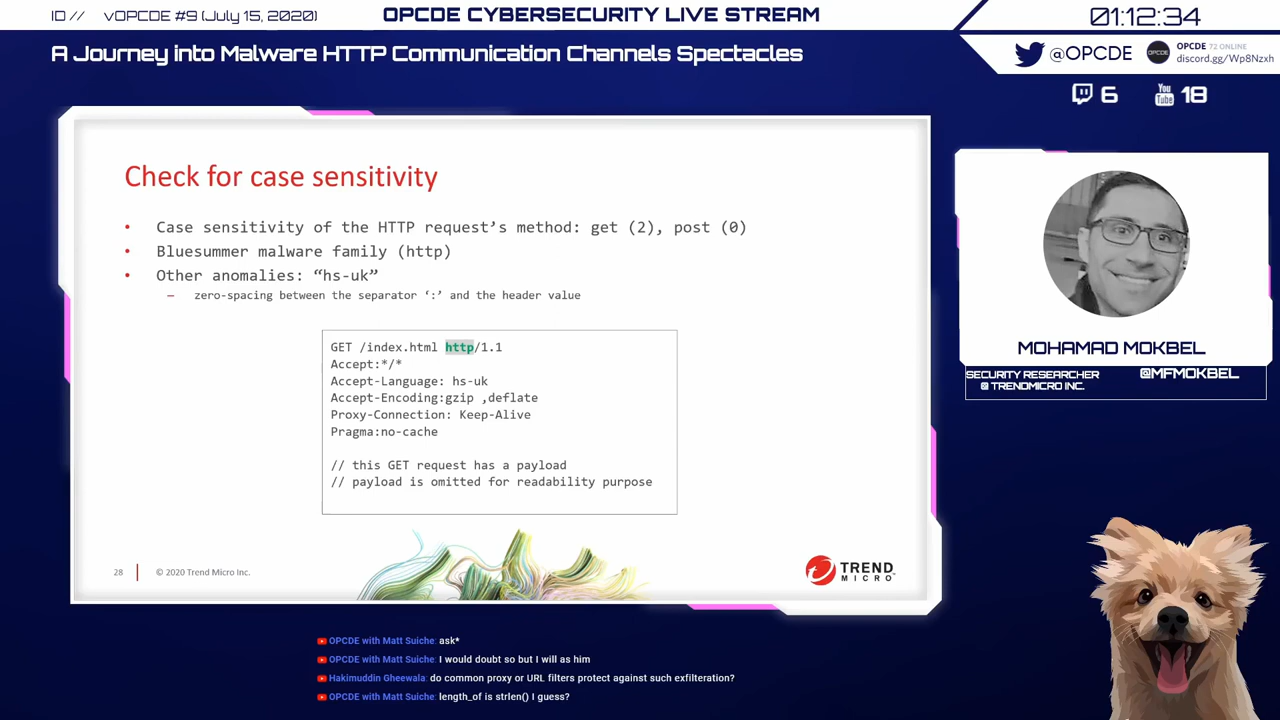 ID // vOPCDE #9 (July 15, 2020)
OPCDE CYBERSECURITY LIVE STREAM
01:12:34
A Journey into Malware HTTP Communication Channels Spectacles
@OPCDE
OPCDE
OPCDE 72 ONLINE
discord.gg/Wp8Nzxh
6
You Tube 18
Check for case sensitivity
• Case sensitivity of the HTTP request's method: get (2), post (0)
• Bluesummer malware family (http)
• Other anomalies: “hs-uk”
– zero-spacing between the separator ‘:’ and the header value
GET /index.html http/1.1
Accept:*/*
Accept-Language: hs-uk
Accept-Encoding:gzip ,deflate
Proxy-Connection: Keep-Alive
Pragma:no-cache
// this GET request has a payload
// payload is omitted for readability purpose
28 © 2020 Trend Micro Inc.
TREND
MICRO
MOHAMAD MOKBEL
SECURITY RESEARCHER
@ TRENDMICRO INC.
@MFMOKBEL
OPCDE with Matt Suiche: ask*
OPCDE with Matt Suiche: I would doubt so but I will as him
Hakimuddin Gheewala: do common proxy or URL filters protect against such exfilteration?
OPCDE with Matt Suiche: length_of is strlen() I guess?